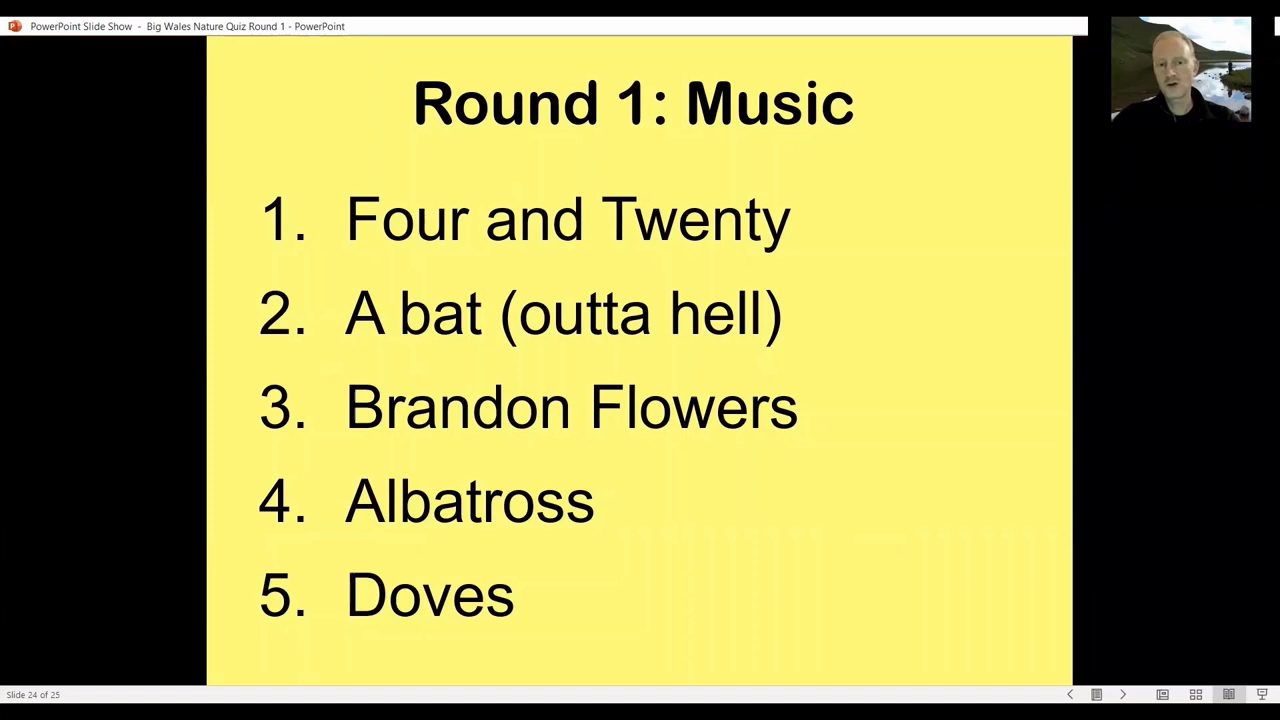 PowerPoint Slide Show - Big Wales Nature Quiz Round 1 - PowerPoint
Round 1: Music
1. Four and Twenty
2. A bat (outta hell)
3. Brandon Flowers
4. Albatross
5. Doves
Slide 24 of 25